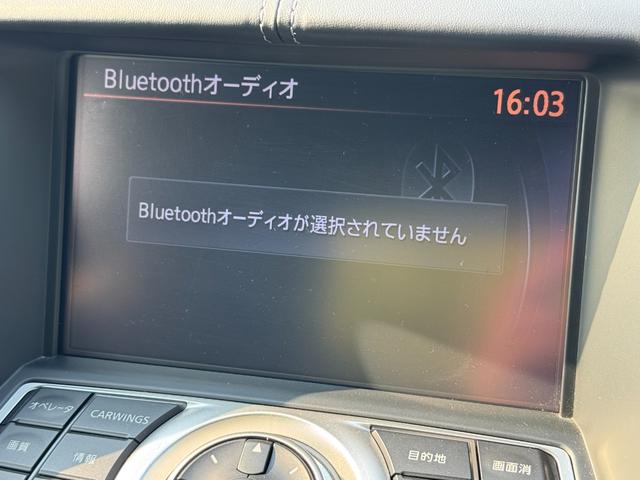 Bluetoothオーディオ
16:03
Bluetoothオーディオが選択されていません
オペレータ
CARWINGS
画質
情報
目的地
画面消